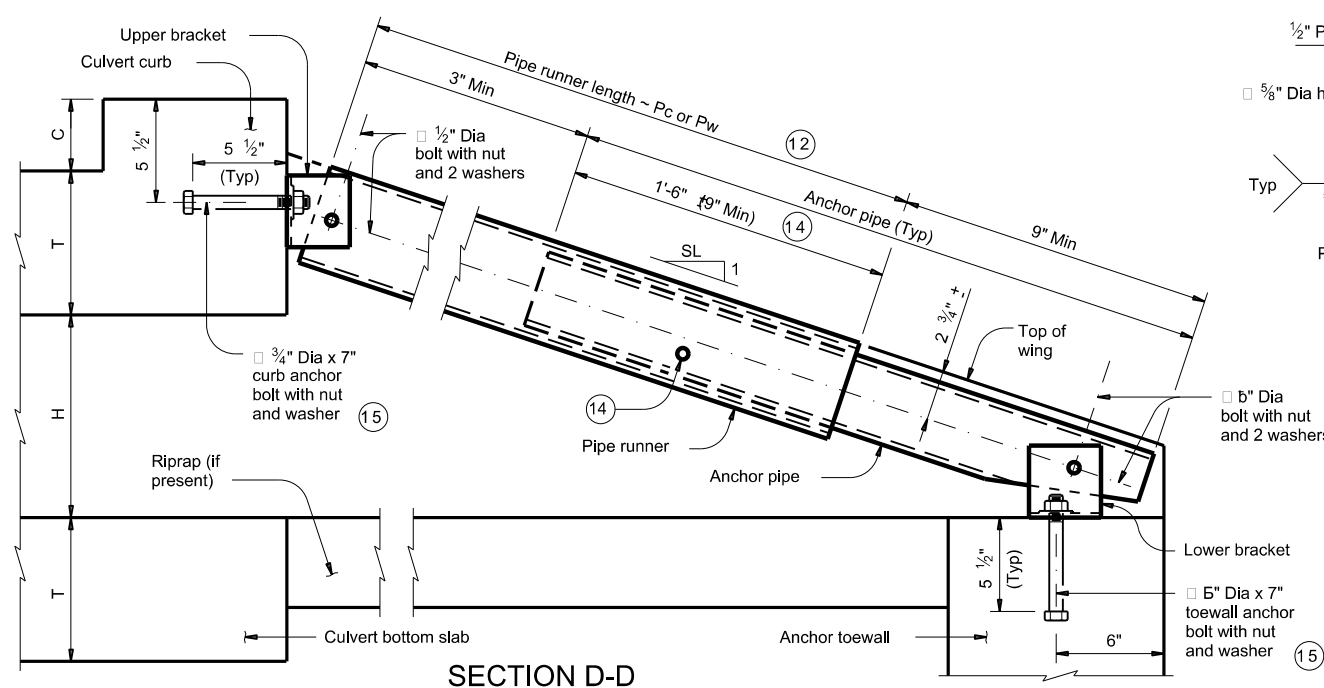 Upper bracket
Culvert curb
Pipe runner length ~ Pc or Pw
12
3" Min
Anchor pipe (Typ)
9" Min
1'-6" ± (9" Min)
14
□ ½" Dia
bolt with nut
and 2 washers
½" P
□ ⅝" Dia h
Typ
C
5 ½"
5 ½"
(Typ)
T
SL
1
2 ¾" ±
Top of
wing
□ ¾" Dia x 7"
curb anchor
bolt with nut
and washer
15
H
14
Pipe runner
Anchor pipe
Dia
bolt with nut
and 2 washers
Riprap (if
present)
T
5 ½"
(Typ)
Lower bracket
Dia x 7"
toewall anchor
bolt with nut
and washer
15
6"
Culvert bottom slab
Anchor toewall
SECTION D-D